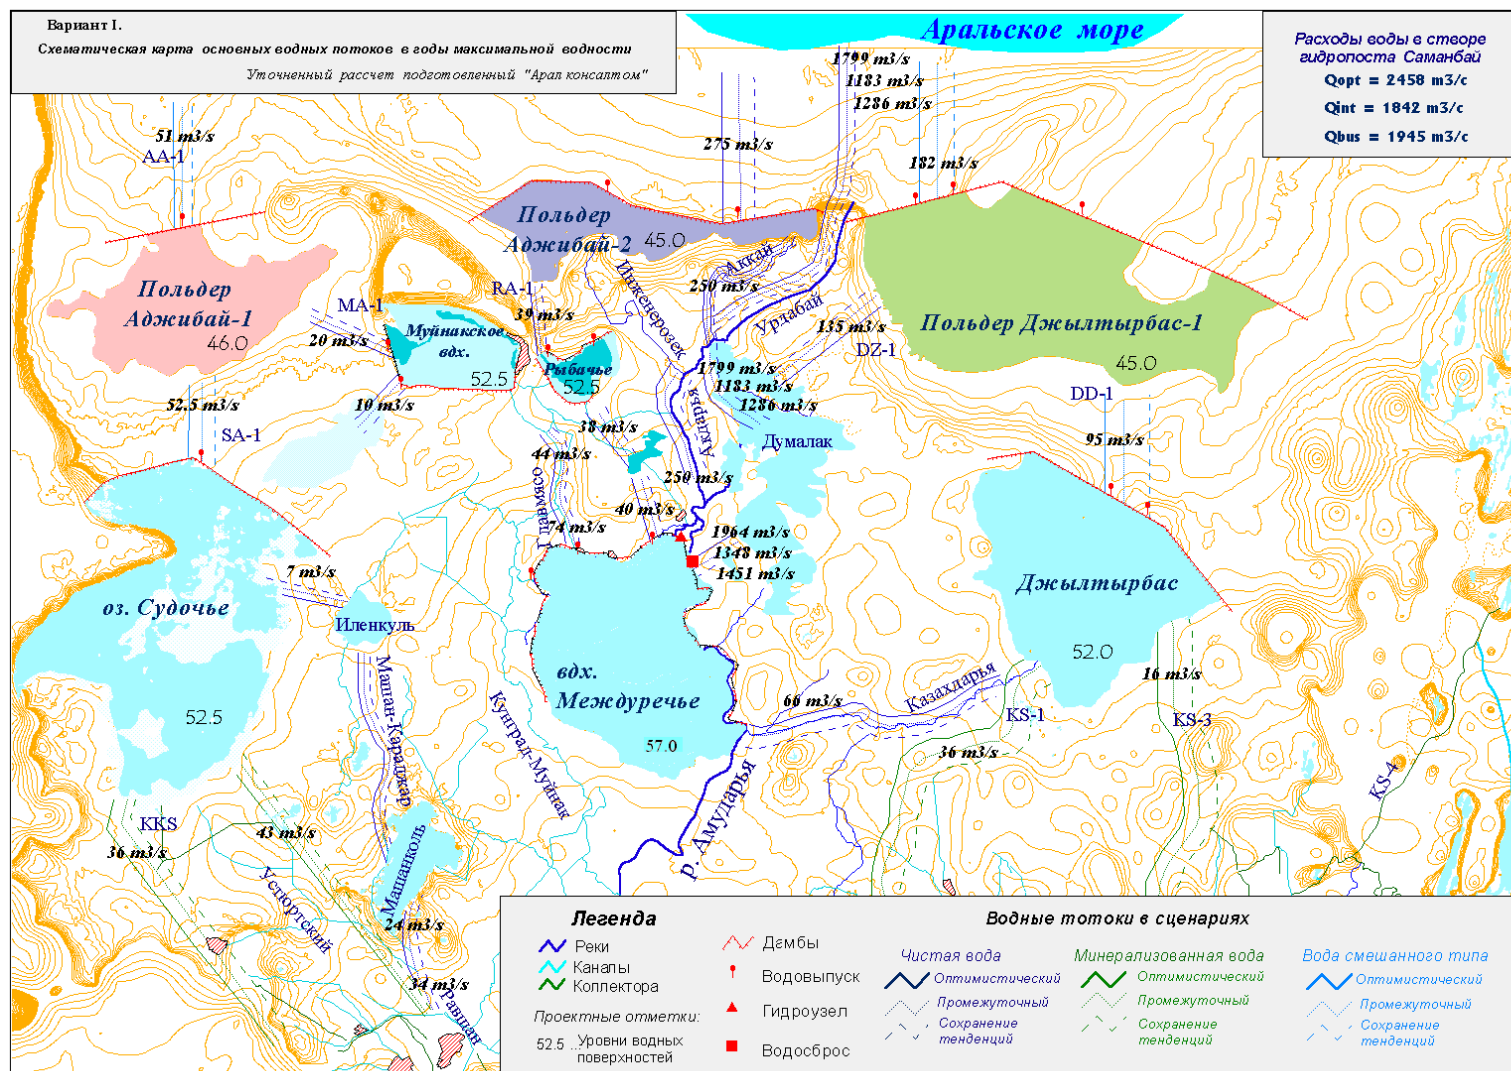 Вариант I.
Схематическая карта основных водных потоков в годы максимальной водности
Уточненный рассчет подготовленный "Арал консалтом"
Аральское море
Расходы воды в створе
гидропоста Саманбай
Qopt = 2458 m3/c
Qint = 1842 m3/c
Qbus = 1945 m3/c
1799 m3/s
1183 m3/s
1286 m3/s
51 m3/s
AA-1
275 m3/s
182 m3/s
Польдер
Аджибай-2
45.0
Польдер
Аджибай-1
46.0
Инженерозек
Аккай
250 m3/s
Урдабай
135 m3/s
DZ-1
Польдер Джылтырбас-1
45.0
RA-1
39 m3/s
MA-1
20 m3/s
Муйнакское
вдх.
52.5
Рыбачье
52.5
1799 m3/s
1183 m3/s
1286 m3/s
Думалак
Акдарья
52.5 m3/s
SA-1
10 m3/s
38 m3/s
44 m3/s
Главмясо
250 m3/s
40 m3/s
74 m3/s
DD-1
95 m3/s
1964 m3/s
1348 m3/s
1451 m3/s
7 m3/s
оз. Судочье
52.5
Иленкуль
Машан-Караджар
Кунград-Муйнак
вдх.
Междуречье
57.0
Джылтырбас
52.0
66 m3/s
Казахдарья
KS-1
36 m3/s
16 m3/s
KS-3
KS-4
р. Амударья
KKS
36 m3/s
43 m3/s
Устюртский
Машанколь
24 m3/s
34 m3/s
Равшан
Легенда
Реки
Каналы
Коллектора
Проектные отметки:
52.5 ... Уровни водных
поверхностей
Дамбы
Водовыпуск
Гидроузел
Водосброс
Водные тотоки в сценариях
Чистая вода
Оптимистический
Промежуточный
Сохранение
тенденций
Минерализованная вода
Оптимистический
Промежуточный
Сохранение
тенденций
Вода смешанного типа
Оптимистический
Промежуточный
Сохранение
тенденций